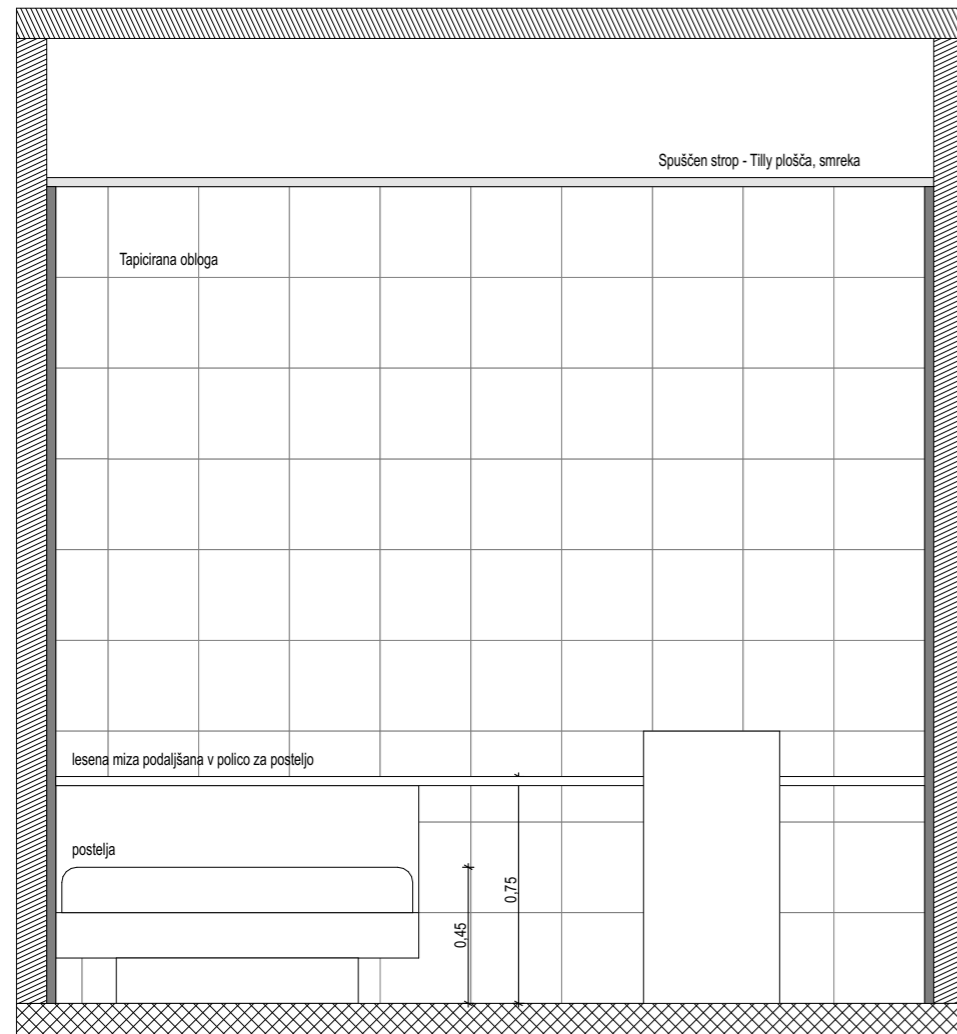 Spuščen strop - Tilly plošča, smreka
Tapicirana obloga
lesena miza podaljšana v polico za posteljo
postelja
0,45
0,75